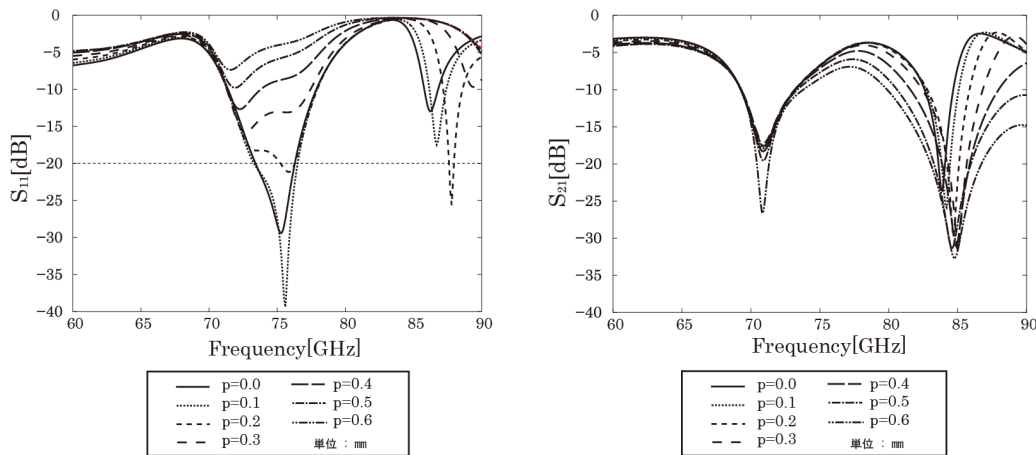 0
−5
−10
−15
−20
−25
−30
−35
−40
S11[dB]
60 65 70 75 80 85 90
Frequency[GHz]
p=0.0
p=0.1
p=0.2
p=0.3
p=0.4
p=0.5
p=0.6
単位 : ㎜
0
−5
−10
−15
−20
−25
−30
−35
−40
S21[dB]
60 65 70 75 80 85 90
Frequency[GHz]
p=0.0
p=0.1
p=0.2
p=0.3
p=0.4
p=0.5
p=0.6
単位 : ㎜